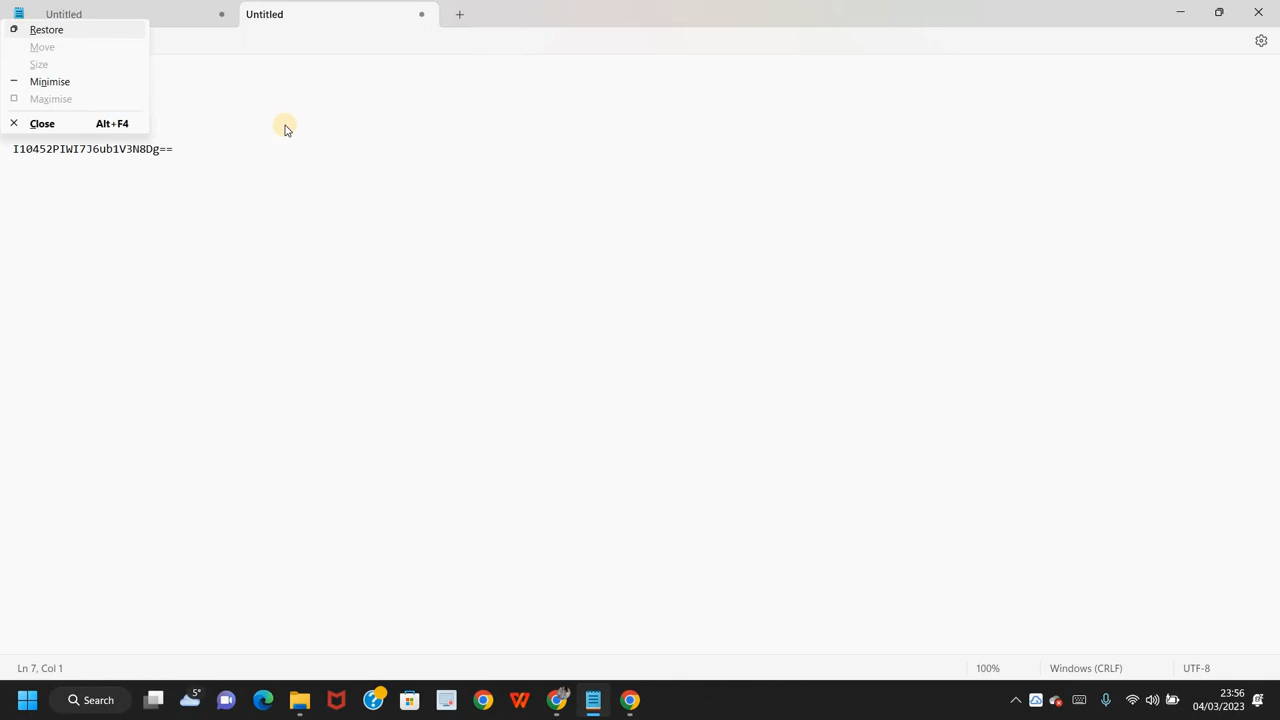 Untitled
Untitled
Restore
Move
Size
Minimise
Maximise
Close Alt+F4
I10452PIWI7J6ub1V3N8Dg==
Ln 7, Col 1
100%
Windows (CRLF)
UTF-8
Search
5°
23:56
04/03/2023